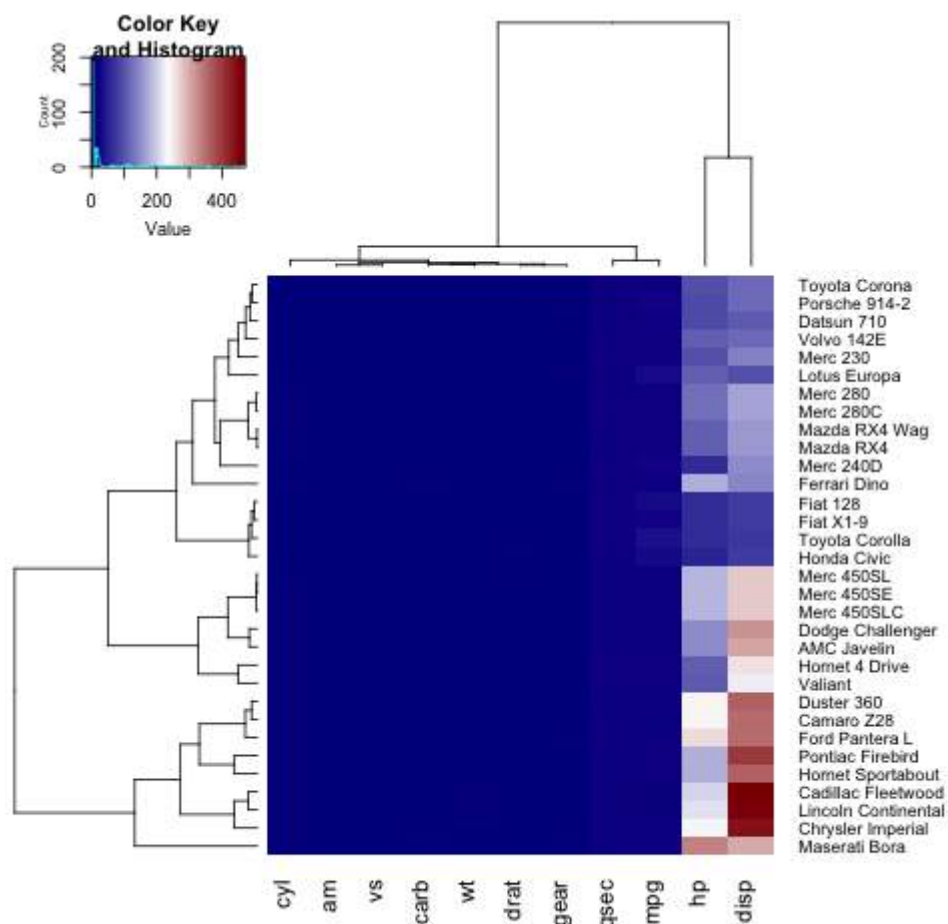 Color Key
and Histogram
Count
0 100 200
0 200 400
Value
Toyota Corona
Porsche 914-2
Datsun 710
Volvo 142E
Merc 230
Lotus Europa
Merc 280
Merc 280C
Mazda RX4 Wag
Mazda RX4
Merc 240D
Ferrari Dino
Fiat 128
Fiat X1-9
Toyota Corolla
Honda Civic
Merc 450SL
Merc 450SE
Merc 450SLC
Dodge Challenger
AMC Javelin
Hornet 4 Drive
Valiant
Duster 360
Camaro Z28
Ford Pantera L
Pontiac Firebird
Hornet Sportabout
Cadillac Fleetwood
Lincoln Continental
Chrysler Imperial
Maserati Bora
cyl
am
vs
carb
wt
drat
gear
qsec
mpg
hp
disp